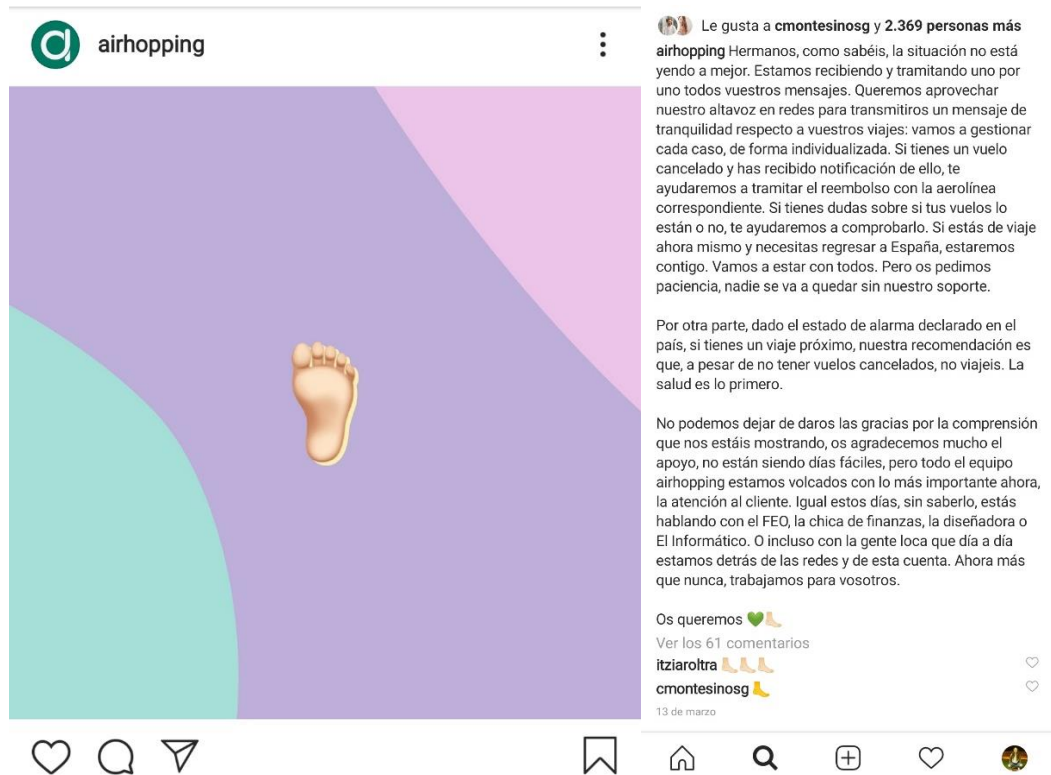 airhopping
Le gusta a cmontesinosg y 2.369 personas más
airhopping Hermanos, como sabéis, la situación no está
yendo a mejor. Estamos recibiendo y tramitando uno por
uno todos vuestros mensajes. Queremos aprovechar
nuestro altavoz en redes para transmitiros un mensaje de
tranquilidad respecto a vuestros viajes: vamos a gestionar
cada caso, de forma individualizada. Si tienes un vuelo
cancelado y has recibido notificación de ello, te
ayudaremos a tramitar el reembolso con la aerolínea
correspondiente. Si tienes dudas sobre si tus vuelos lo
están o no, te ayudaremos a comprobarlo. Si estás de viaje
ahora mismo y necesitas regresar a España, estaremos
contigo. Vamos a estar con todos. Pero os pedimos
paciencia, nadie se va a quedar sin nuestro soporte.
Por otra parte, dado el estado de alarma declarado en el
país, si tienes un viaje próximo, nuestra recomendación es
que, a pesar de no tener vuelos cancelados, no viajeis. La
salud es lo primero.
No podemos dejar de daros las gracias por la comprensión
que nos estáis mostrando, os agradecemos mucho el
apoyo, no están siendo días fáciles, pero todo el equipo
airhopping estamos volcados con lo más importante ahora,
la atención al cliente. Igual estos días, sin saberlo, estás
hablando con el FEO, la chica de finanzas, la diseñadora o
El Informático. O incluso con la gente loca que día a día
estamos detrás de las redes y de esta cuenta. Ahora más
que nunca, trabajamos para vosotros.
Os queremos 💚🦶🏻
Ver los 61 comentarios
itziaroltra 🦶🏻🦶🏻🦶🏻
cmontesinosg 🦶
13 de marzo